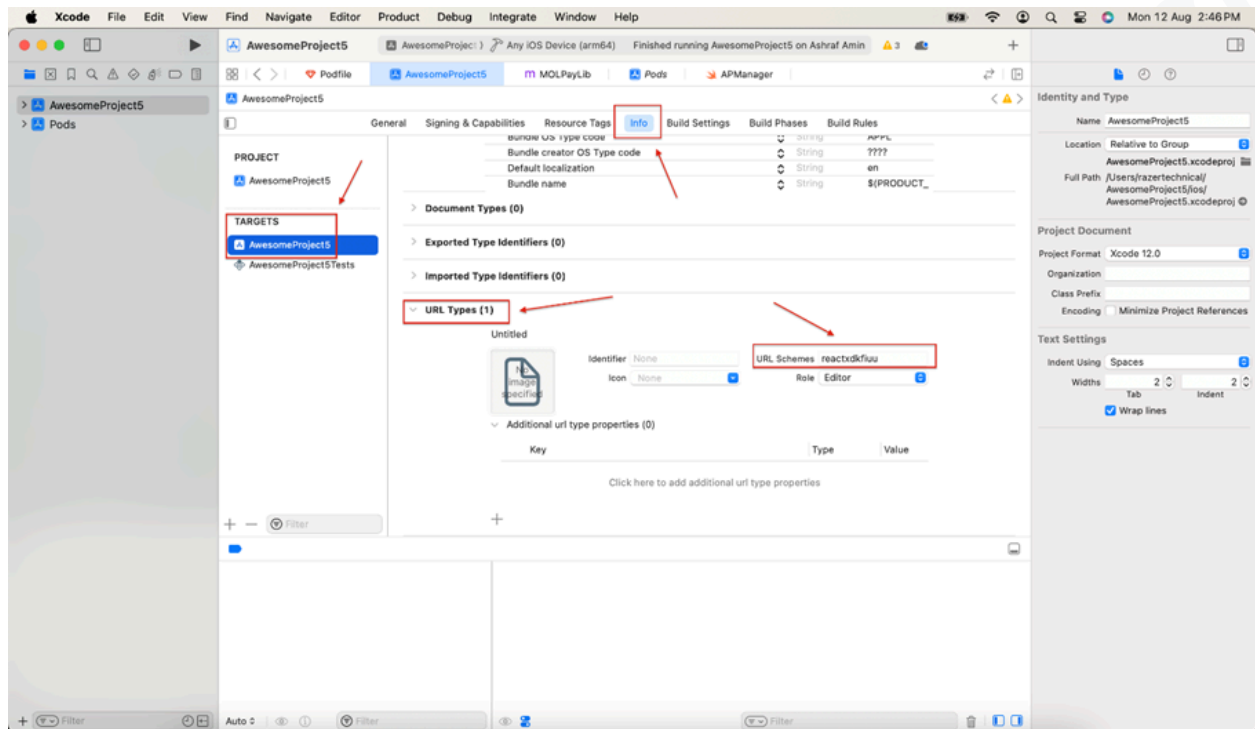 Xcode File Edit View Find Navigate Editor Product Debug Integrate Window Help Mon 12 Aug 2:46 PM
AwesomeProject5 AwesomeProjec Any iOS Device (arm64) Finished running AwesomeProject5 on Ashraf Amin 3
Podfile AwesomeProject5 MOLPayLib Pods APManager
AwesomeProject5
Pods
AwesomeProject5
General Signing & Capabilities Resource Tags Info Build Settings Build Phases Build Rules
PROJECT
AwesomeProject5
TARGETS
AwesomeProject5
AwesomeProject5Tests
Filter
Bundle OS Type code String APPL
Bundle creator OS Type code String ????
Default localization String en
Bundle name String $(PRODUCT_
Document Types (0)
Exported Type Identifiers (0)
Imported Type Identifiers (0)
URL Types (1)
Untitled
No
image
specified
Identifier None
Icon None
URL Schemes reactxdkfiuu
Role Editor
Additional url type properties (0)
Key Type Value
Click here to add additional url type properties
Identity and Type
Name AwesomeProject5
Location Relative to Group
AwesomeProject5.xcodeproj
Full Path /Users/razertechnical/
AwesomeProject5/ios/
AwesomeProject5.xcodeproj
Project Document
Project Format Xcode 12.0
Organization
Class Prefix
Encoding Minimize Project References
Text Settings
Indent Using Spaces
Widths 2 2
Tab Indent
Wrap lines
Filter Auto Filter Filter